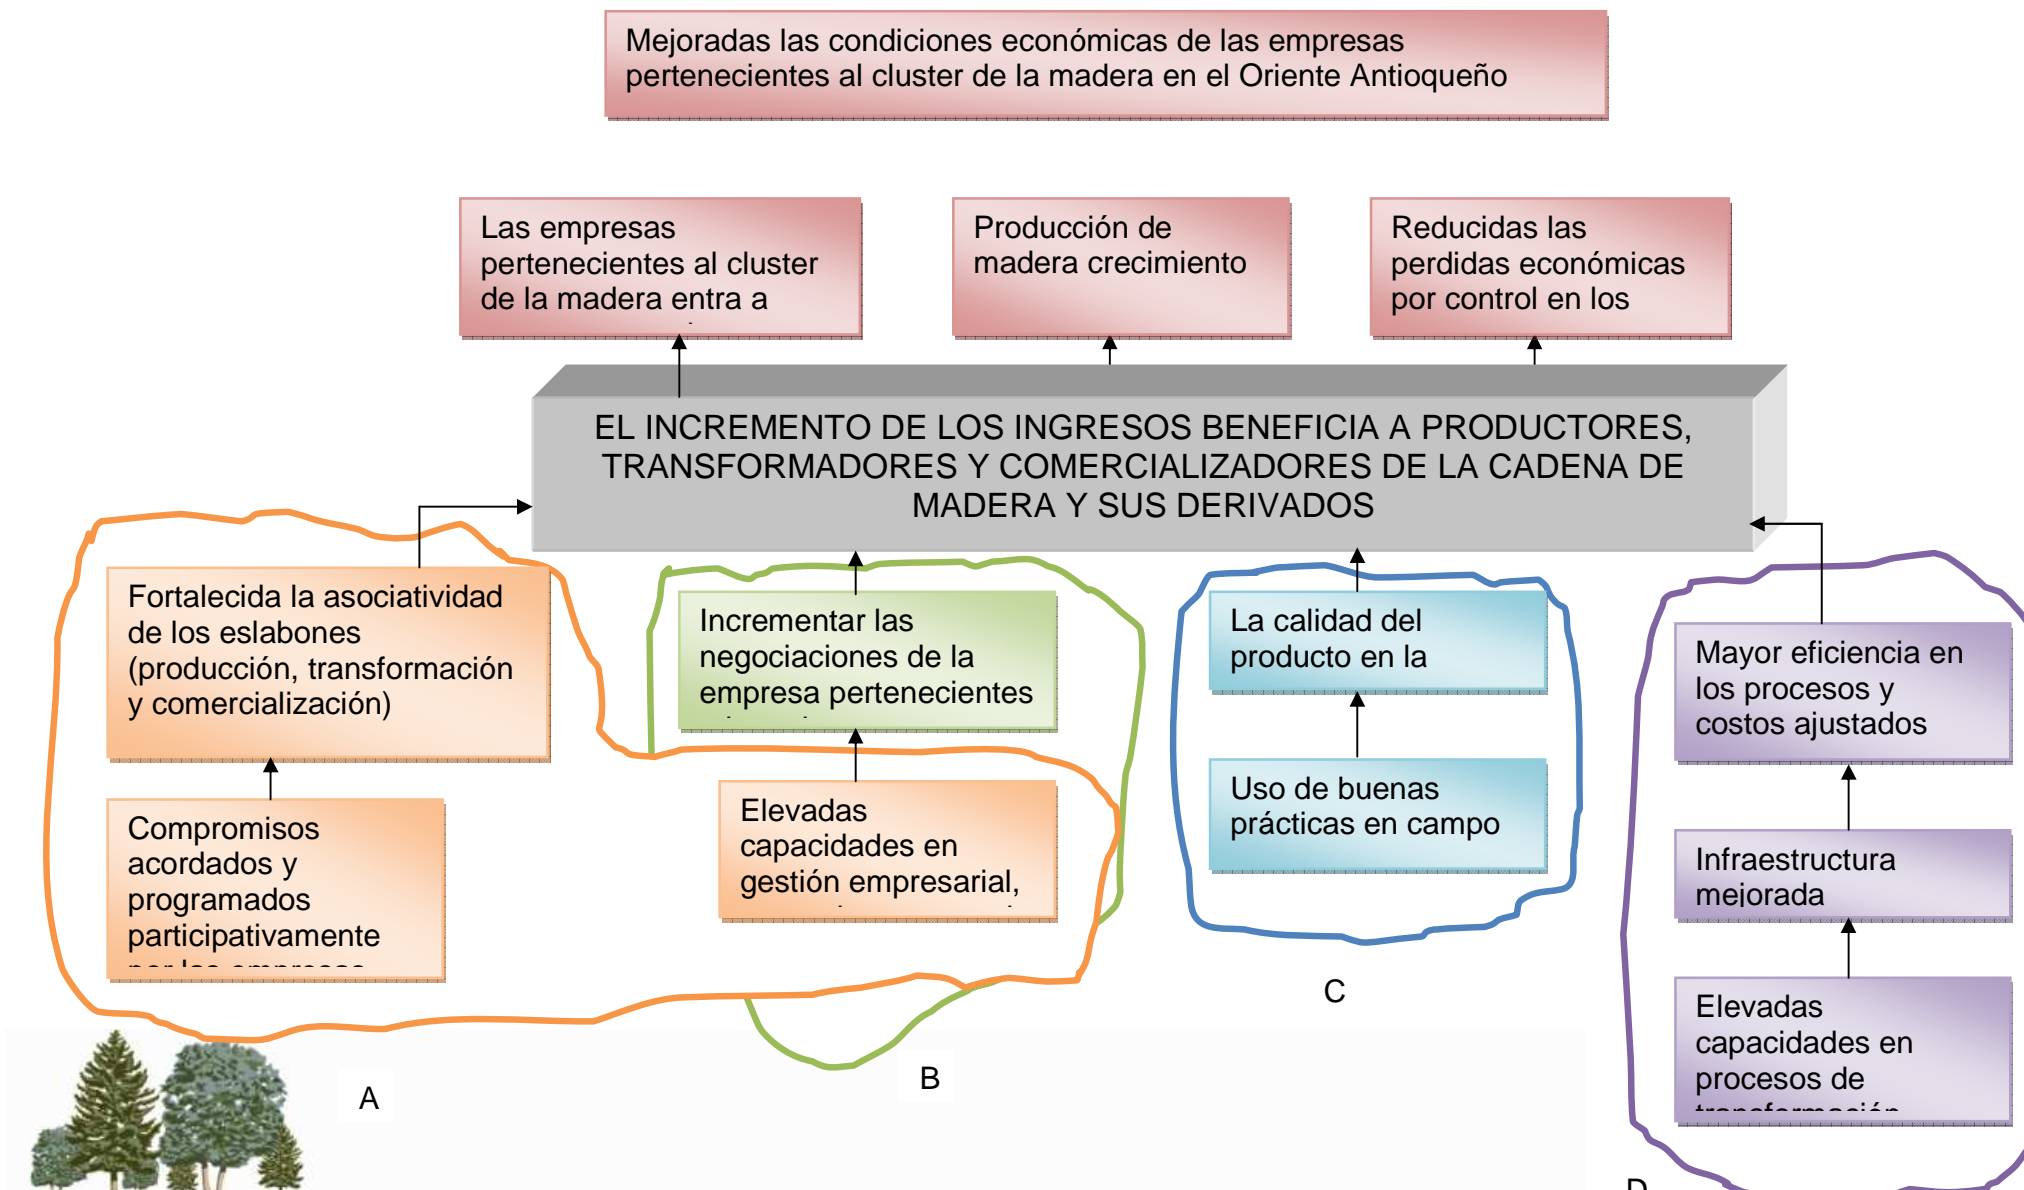 Mejoradas las condiciones económicas de las empresas
pertenecientes al cluster de la madera en el Oriente Antioqueño
Las empresas
pertenecientes al cluster
de la madera entra a
Producción de
madera crecimiento
Reducidas las
perdidas económicas
por control en los
EL INCREMENTO DE LOS INGRESOS BENEFICIA A PRODUCTORES,
TRANSFORMADORES Y COMERCIALIZADORES DE LA CADENA DE
MADERA Y SUS DERIVADOS
Fortalecida la asociatividad
de los eslabones
(producción, transformación
y comercialización)
Compromisos
acordados y
programados
participativamente
por las empresas
Incrementar las
negociaciones de la
empresa pertenecientes
Elevadas
capacidades en
gestión empresarial,
La calidad del
producto en la
Uso de buenas
prácticas en campo
Mayor eficiencia en
los procesos y
costos ajustados
Infraestructura
mejorada
Elevadas
capacidades en
procesos de
transformación
A
B
C
D